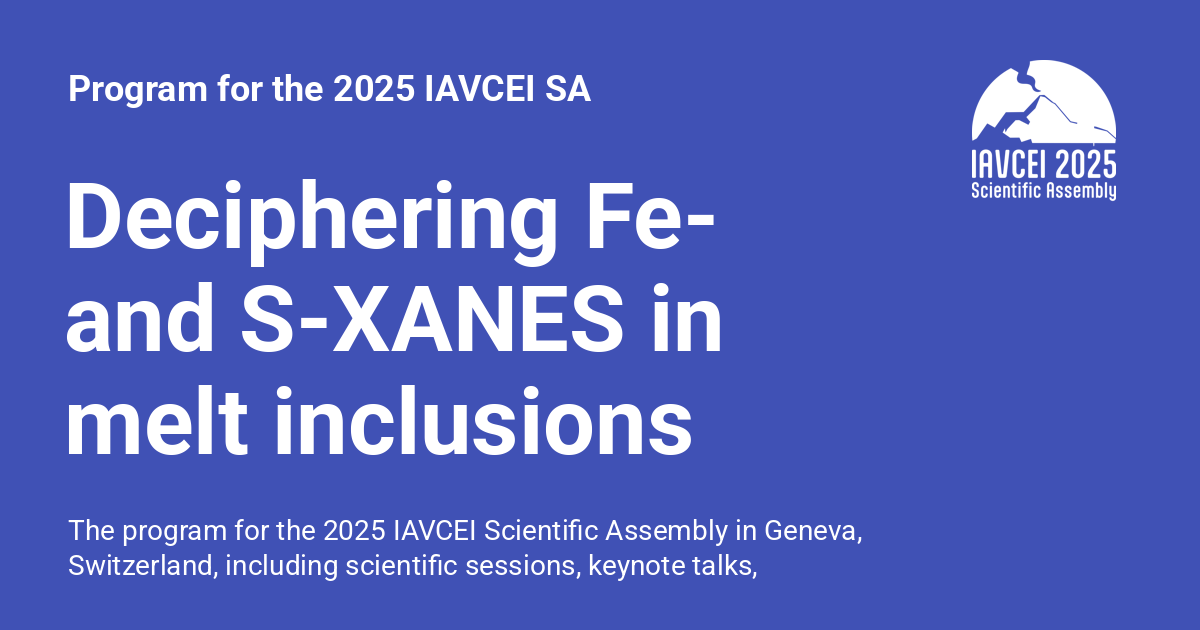 Program for the 2025 IAVCEI SA
IAVCEI 2025
Scientific Assembly
Deciphering Fe-
and S-XANES in
melt inclusions
The program for the 2025 IAVCEI Scientific Assembly in Geneva,
Switzerland, including scientific sessions, keynote talks,